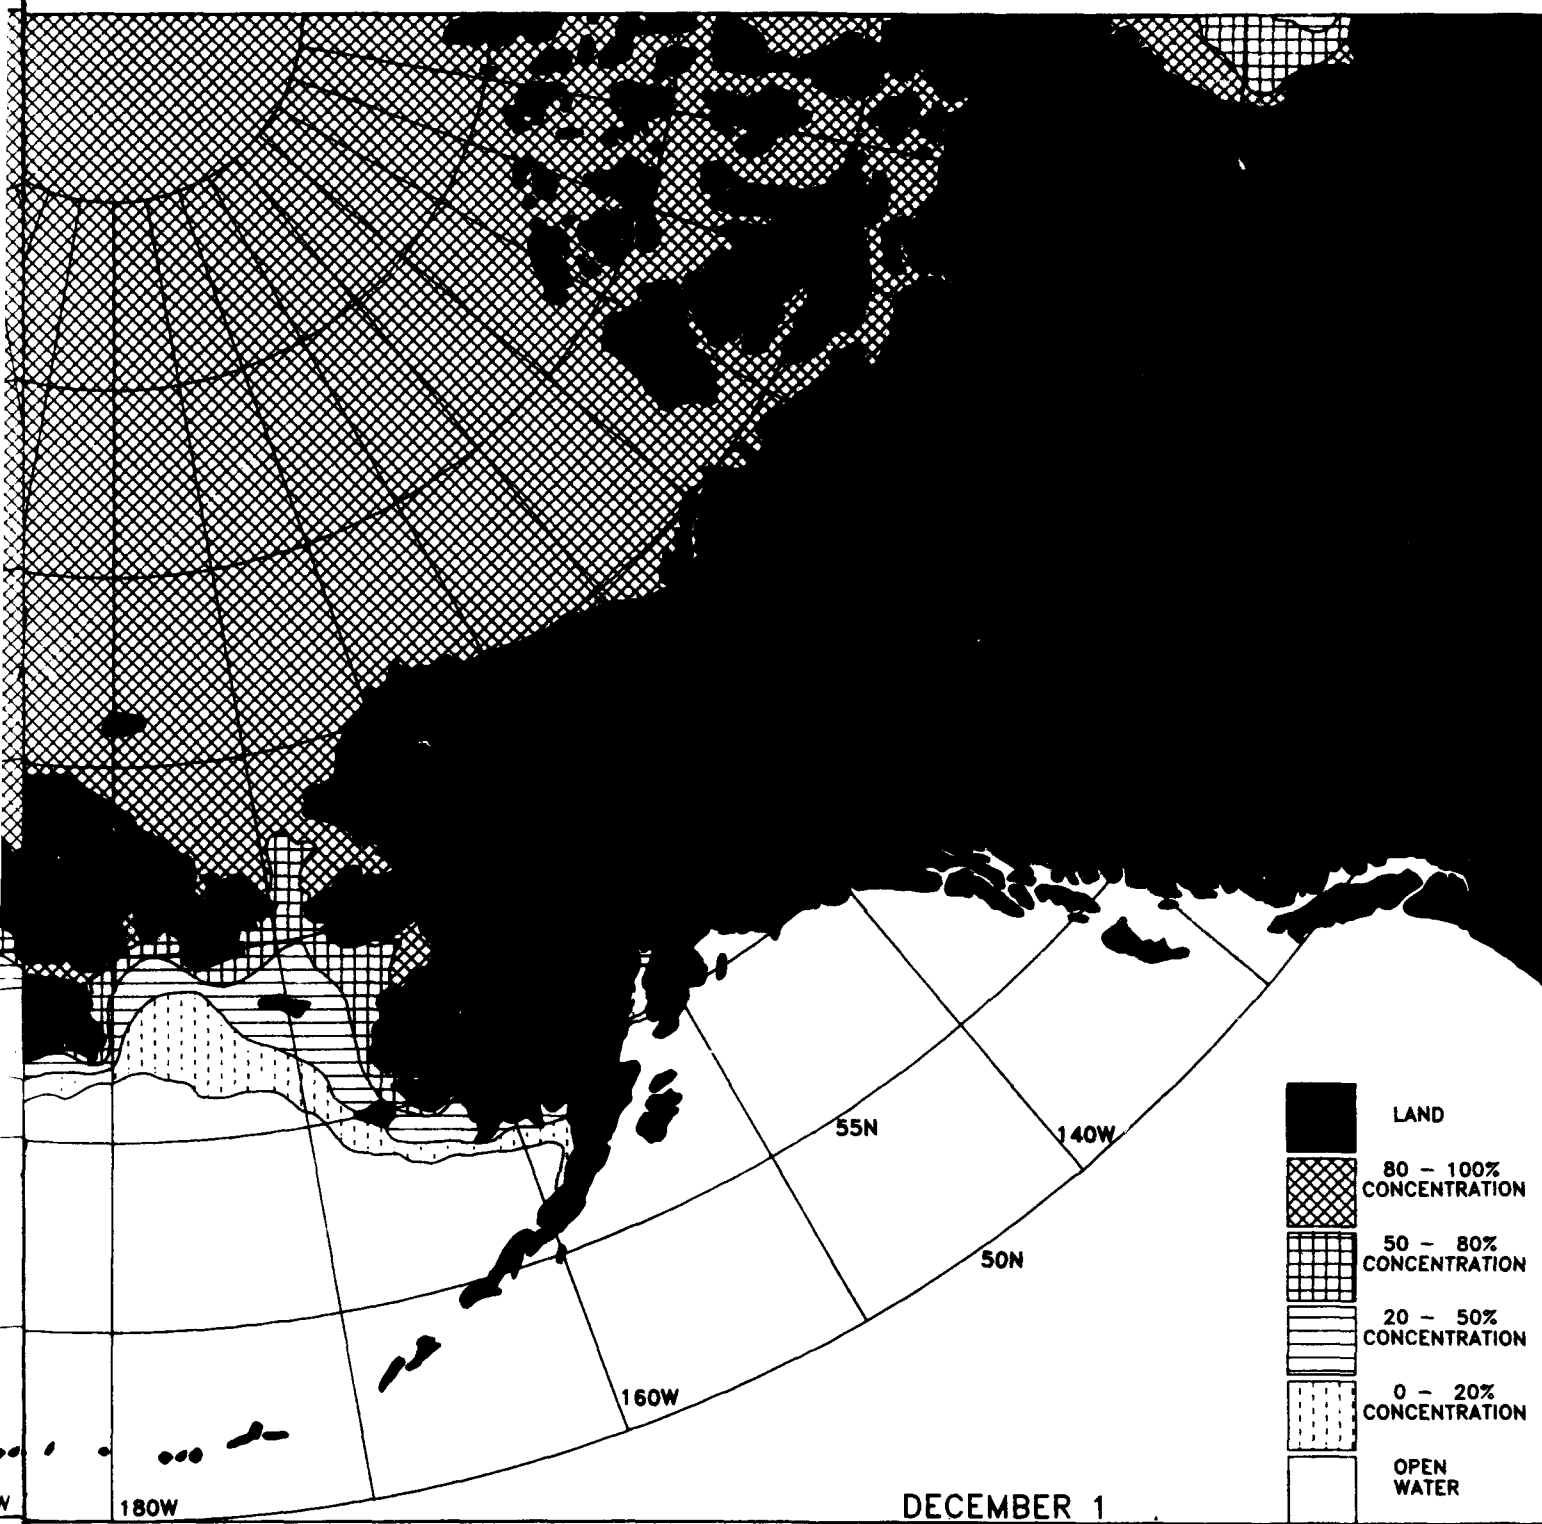 LAND
80 - 100%
CONCENTRATION
50 - 80%
CONCENTRATION
20 - 50%
CONCENTRATION
0 - 20%
CONCENTRATION
OPEN
WATER
55N
140W
50N
160W
180W
W
DECEMBER 1